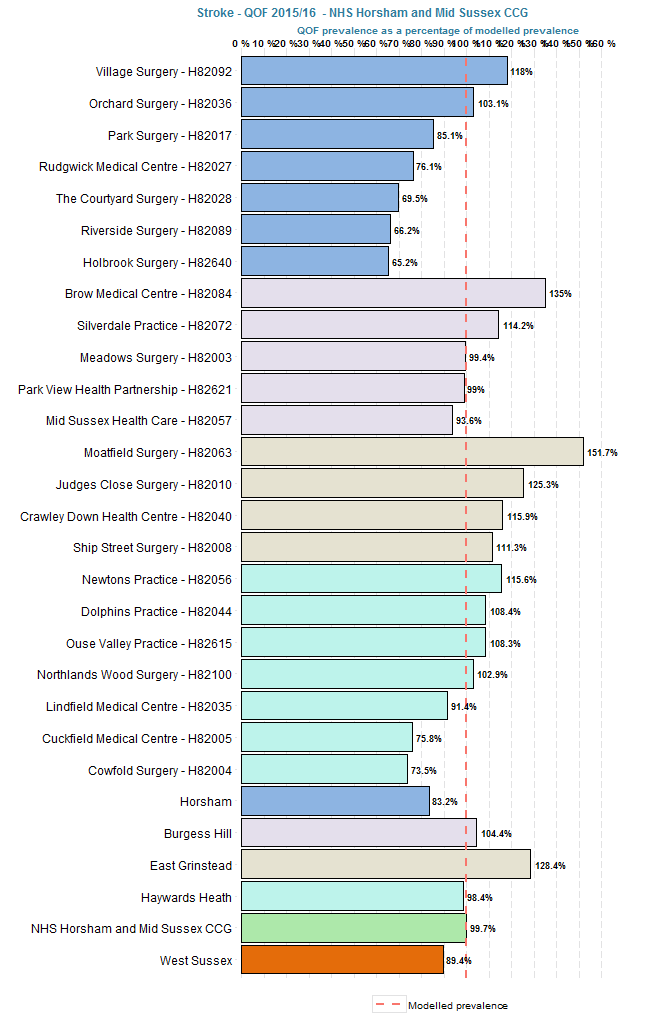 Stroke - QOF 2015/16 - NHS Horsham and Mid Sussex CCG
QOF prevalence as a percentage of modelled prevalence
0 % 10 % 20 % 30 % 40 % 50 % 60 % 70 % 80 % 90 % 100 % 110 % 120 % 130 % 140 % 150 % 160 %
Village Surgery - H82092 118%
Orchard Surgery - H82036 103.1%
Park Surgery - H82017 85.1%
Rudgwick Medical Centre - H82027 76.1%
The Courtyard Surgery - H82028 69.5%
Riverside Surgery - H82089 66.2%
Holbrook Surgery - H82640 65.2%
Brow Medical Centre - H82084 135%
Silverdale Practice - H82072 114.2%
Meadows Surgery - H82003 99.4%
Park View Health Partnership - H82621 99%
Mid Sussex Health Care - H82057 93.6%
Moatfield Surgery - H82063 151.7%
Judges Close Surgery - H82010 125.3%
Crawley Down Health Centre - H82040 115.9%
Ship Street Surgery - H82008 111.3%
Newtons Practice - H82056 115.6%
Dolphins Practice - H82044 108.4%
Ouse Valley Practice - H82615 108.3%
Northlands Wood Surgery - H82100 102.9%
Lindfield Medical Centre - H82035 91.4%
Cuckfield Medical Centre - H82005 75.8%
Cowfold Surgery - H82004 73.5%
Horsham 83.2%
Burgess Hill 104.4%
East Grinstead 128.4%
Haywards Heath 98.4%
NHS Horsham and Mid Sussex CCG 99.7%
West Sussex 89.4%
Modelled prevalence